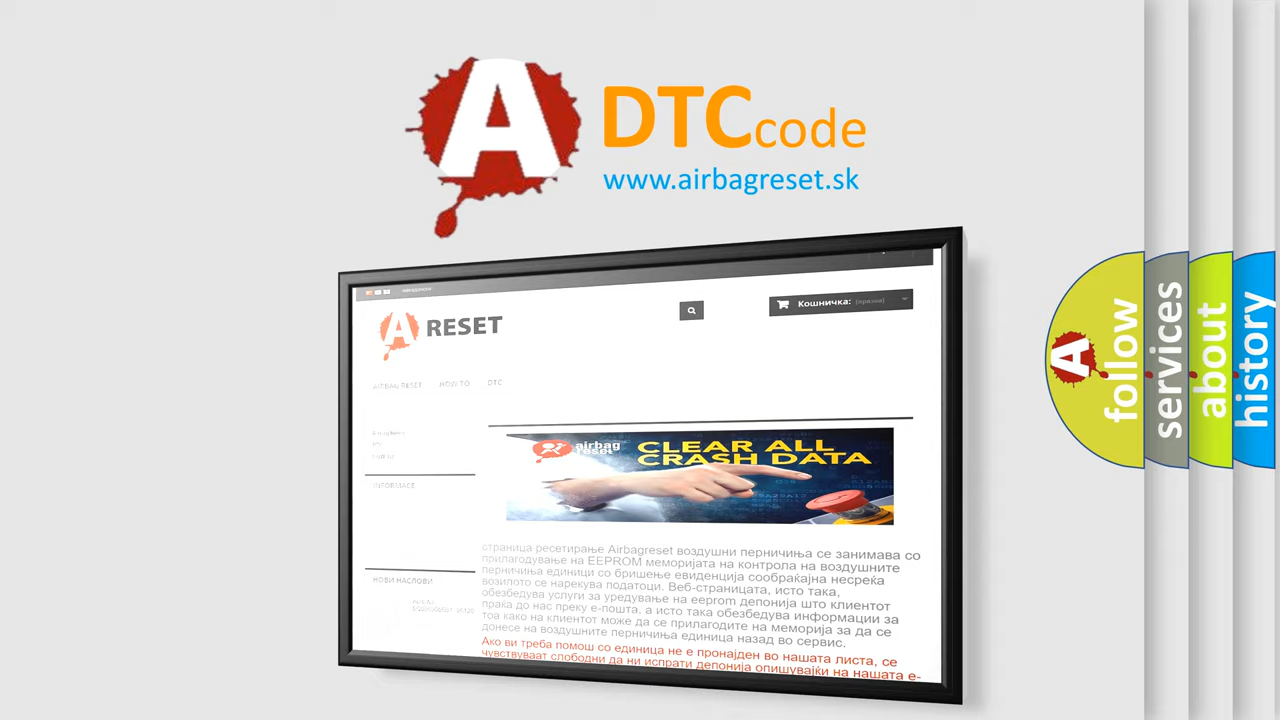 A DTCcode
www.airbagreset.sk
A RESET
Кошничка: (празна)
AIRBAG RESET HOW TO DTC
INFORMACE
airbag
reset
CLEAR ALL
CRASH DATA
страница ресетирање Airbagreset воздушни перничиња се занимава со
прилагодување на EEPROM меморијата на контрола на воздушните
перничиња единици со бришење евиденција сообраќајна несреќа
возилото се нарекува податоци. Веб-страницата, исто така,
обезбедува услуги за уредување на eeprom депонија што клиентот
праќа до нас преку е-пошта, а исто така обезбедува информации за
тоа како на клиентот може да се прилагодите на меморија за да се
донесе на воздушните перничиња единица назад во сервис.
Ако ви треба помош со единица не е пронајден во нашата листа, се
чувствуваат слободни да ни испрати депонија опишувајќи на нашата е-
НОВИ НАСЛОВИ
A
follow
services
about
history